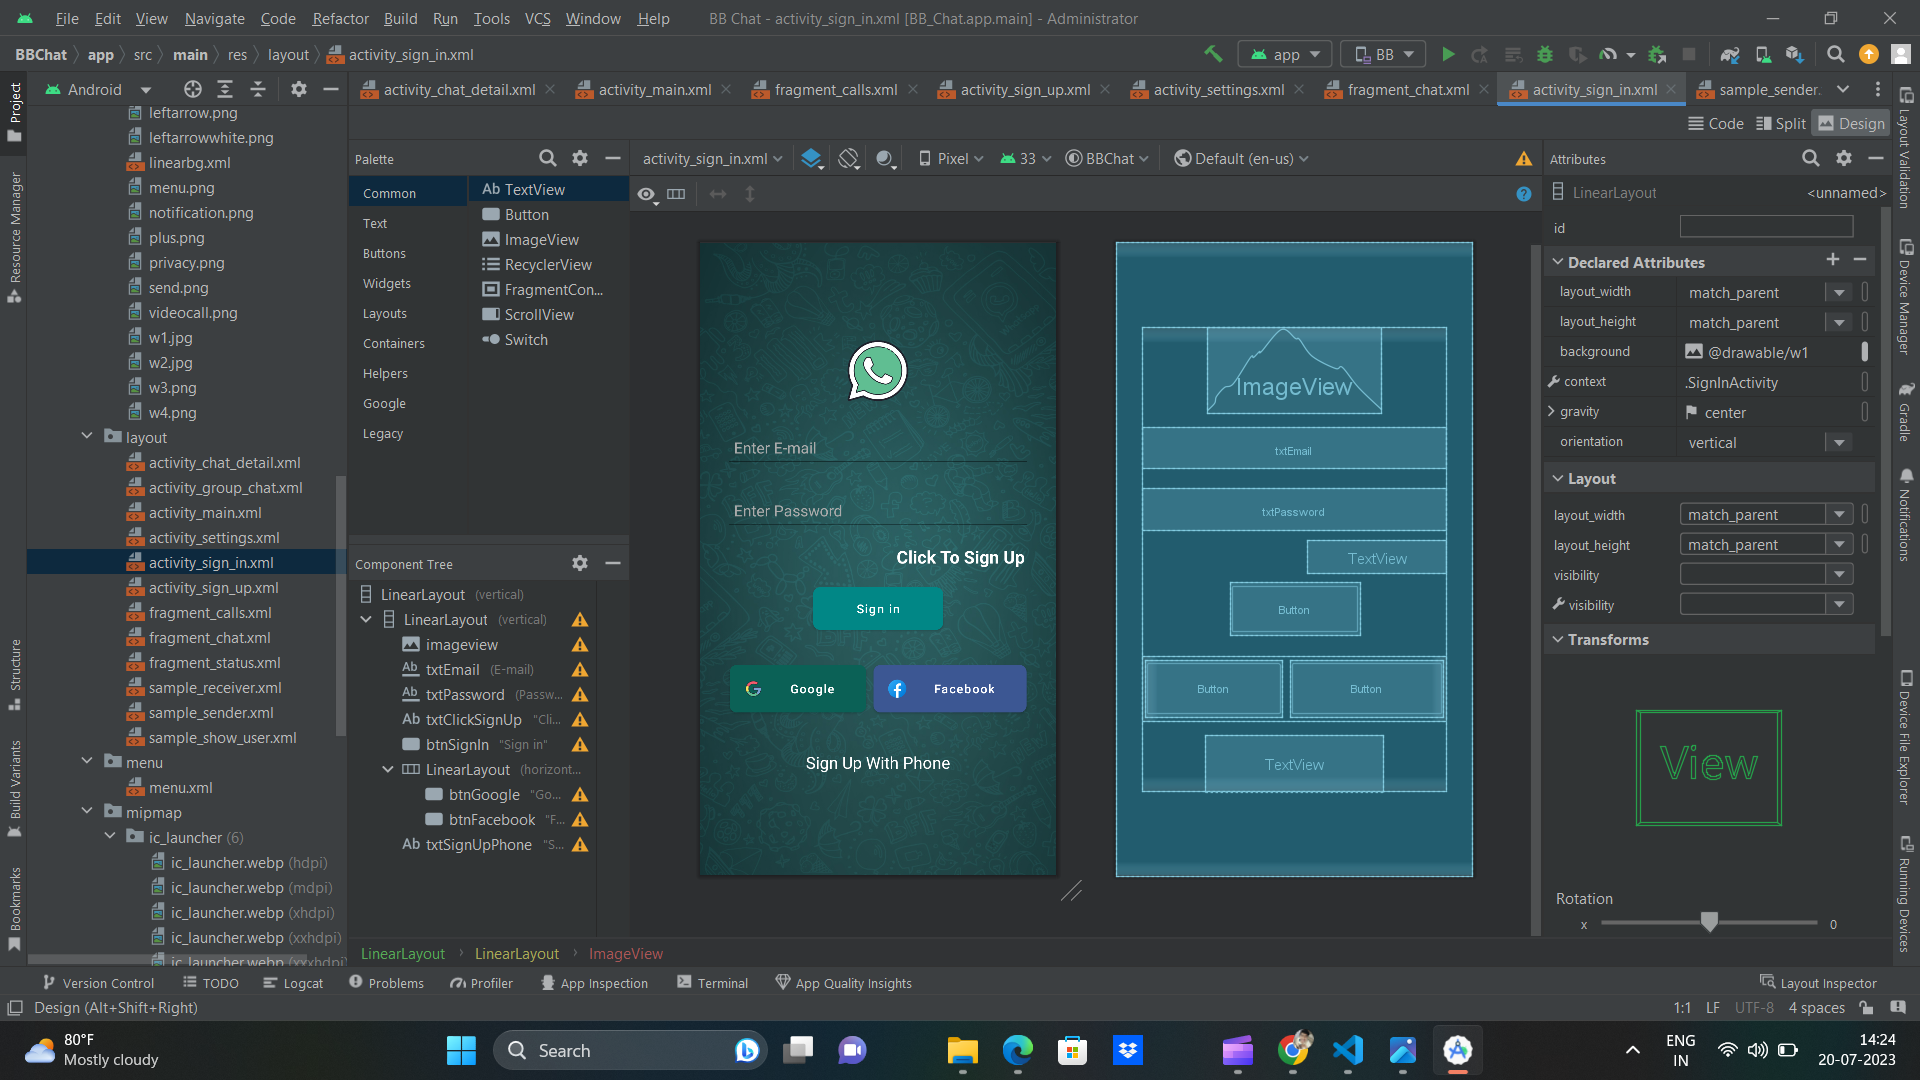 File Edit View Navigate Code Refactor Build Run Tools VCS Window Help BB Chat - activity_sign_in.xml [BB_Chat.app.main] - Administrator
BBChat app src main res layout activity_sign_in.xml
app BB
Android
activity_chat_detail.xml activity_main.xml fragment_calls.xml activity_sign_up.xml activity_settings.xml fragment_chat.xml activity_sign_in.xml sample_sender.
Code Split Design
Project
Resource Manager
Structure
Build Variants
Bookmarks
leftarrow.png
leftarrowwhite.png
linearbg.xml
menu.png
notification.png
plus.png
privacy.png
send.png
videocall.png
w1.jpg
w2.jpg
w3.png
w4.png
layout
activity_chat_detail.xml
activity_group_chat.xml
activity_main.xml
activity_settings.xml
activity_sign_in.xml
activity_sign_up.xml
fragment_calls.xml
fragment_chat.xml
fragment_status.xml
sample_receiver.xml
sample_sender.xml
sample_show_user.xml
menu
menu.xml
mipmap
ic_launcher (6)
ic_launcher.webp (hdpi)
ic_launcher.webp (mdpi)
ic_launcher.webp (xhdpi)
ic_launcher.webp (xxhdpi)
ic_launcher.webp (xxxhdpi)
Palette
Common
Text
Buttons
Widgets
Layouts
Containers
Helpers
Google
Legacy
Ab TextView
Button
ImageView
RecyclerView
FragmentCon...
ScrollView
Switch
Component Tree
LinearLayout (vertical)
LinearLayout (vertical)
imageview
Ab txtEmail (E-mail)
Ab txtPassword (Passw...
Ab txtClickSignUp "Cli...
btnSignIn "Sign in"
LinearLayout (horizont...
btnGoogle "Go...
btnFacebook "F...
Ab txtSignUpPhone "S...
activity_sign_in.xml Pixel 33 BBChat Default (en-us)
?
Enter E-mail
Enter Password
Click To Sign Up
Sign in
Google Facebook
Sign Up With Phone
ImageView
txtEmail
txtPassword
TextView
Button
Button Button
TextView
LinearLayout LinearLayout ImageView
Attributes
LinearLayout <unnamed>
id
Declared Attributes
layout_width match_parent
layout_height match_parent
background @drawable/w1
context .SignInActivity
gravity center
orientation vertical
Layout
layout_width match_parent
layout_height match_parent
visibility
visibility
Transforms
View
Rotation
x 0
Layout Validation
Device Manager
Gradle
Notifications
Device File Explorer
Running Devices
Version Control TODO Logcat Problems Profiler App Inspection Terminal App Quality Insights Layout Inspector
Design (Alt+Shift+Right) 1:1 LF UTF-8 4 spaces
80°F
Mostly cloudy
Search
ENG
IN
14:24
20-07-2023